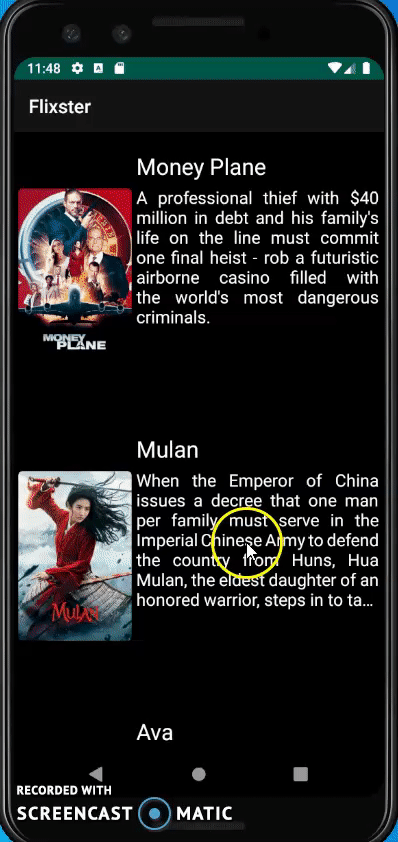 11:48
Flixster
Money Plane
A professional thief with $40
million in debt and his family's
life on the line must commit
one final heist - rob a futuristic
airborne casino filled with
the world's most dangerous
criminals.
MONEY
PLANE
Mulan
When the Emperor of China
issues a decree that one man
per family must serve in the
Imperial Chinese Army to defend
the country from Huns, Hua
Mulan, the eldest daughter of an
honored warrior, steps in to ta…
MULAN
Ava
RECORDED WITH
SCREENCAST MATIC